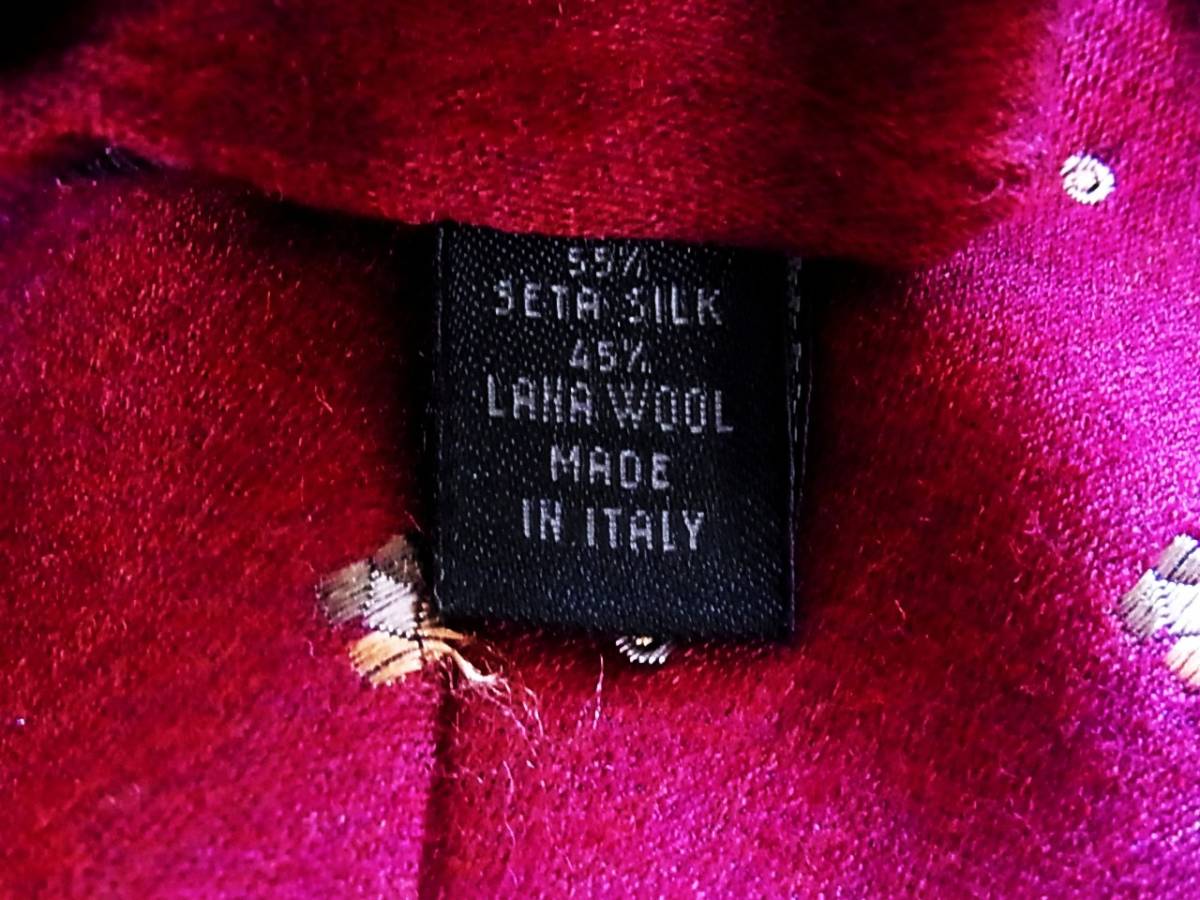 55%
SETA SILK
45%
LANA WOOL
MADE
IN ITALY